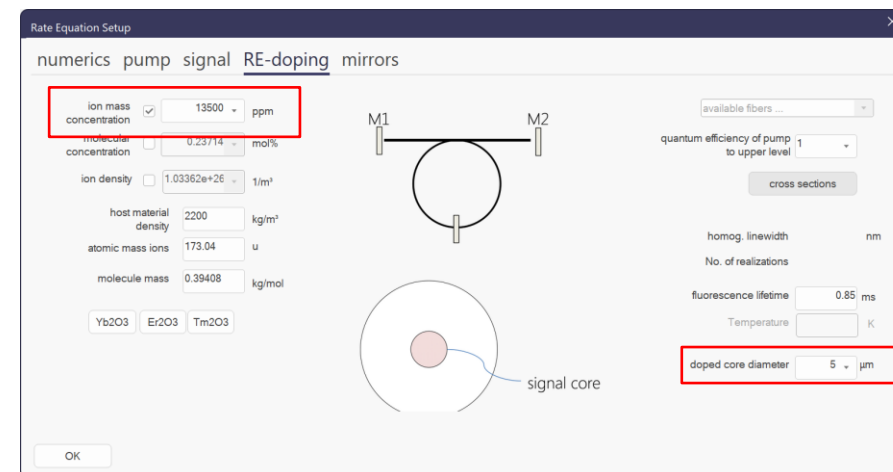 Rate Equation Setup
numerics pump signal RE-doping mirrors
ion mass
concentration
13500
ppm
molecular
concentration
0.23714
mol%
ion density
1.03362e+26
1/m³
host material
density
2200
kg/m³
atomic mass ions
173.04
u
molecule mass
0.39408
kg/mol
Yb2O3 Er2O3 Tm2O3
M1 M2
signal core
available fibers ...
quantum efficiency of pump
to upper level
1
cross sections
homog. linewidth
nm
No. of realizations
fluorescence lifetime
0.85
ms
Temperature
K
doped core diameter
5
µm
OK